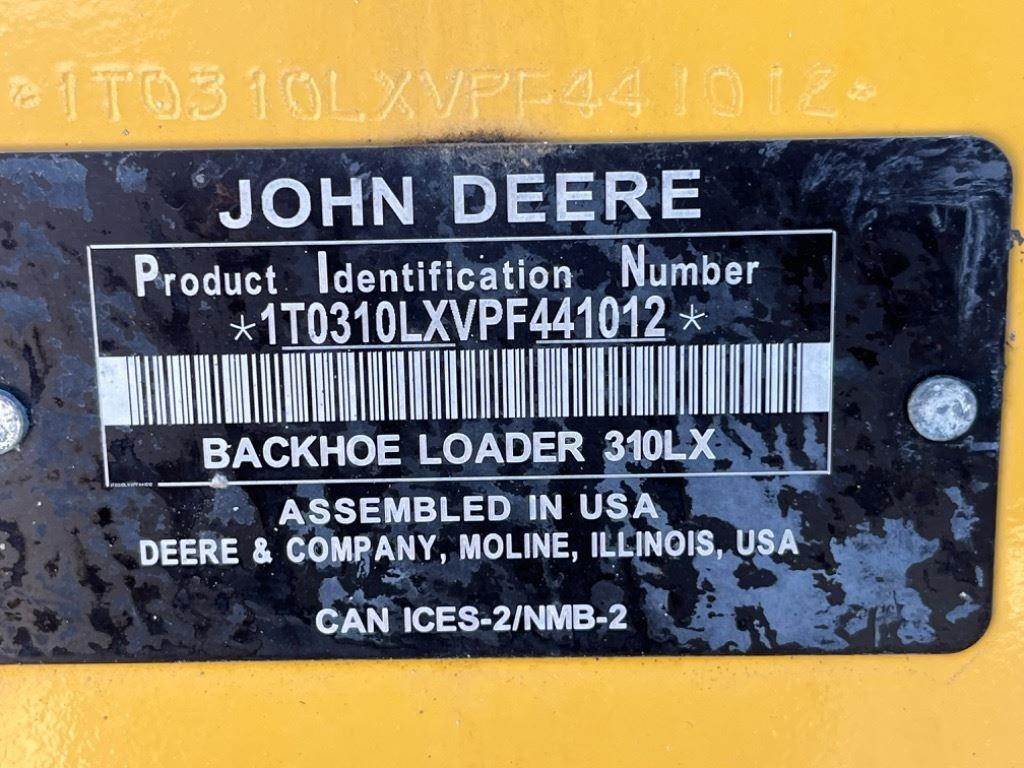 *1T0310LXVPF441012*
JOHN DEERE
Product Identification Number
*1T0310LXVPF441012*
BACKHOE LOADER 310LX
ASSEMBLED IN USA
DEERE & COMPANY, MOLINE, ILLINOIS, USA
CAN ICES-2/NMB-2